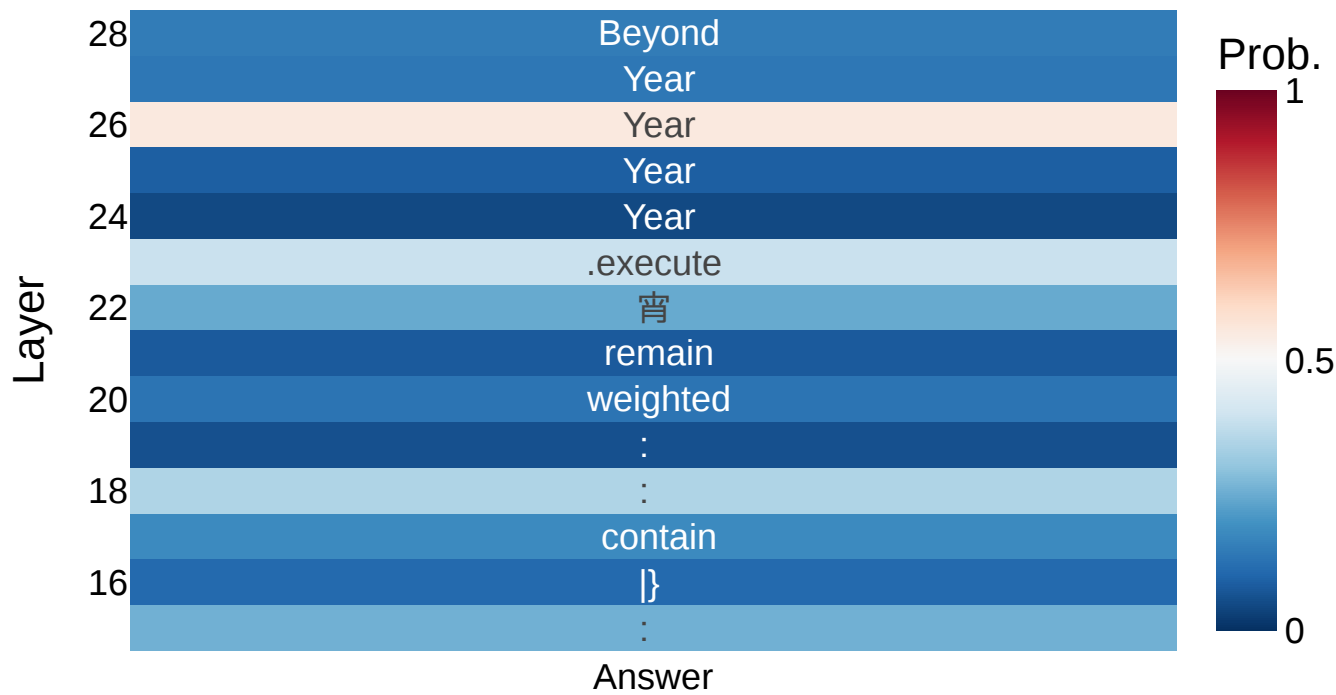 28 Beyond
Year
26 Year
Year
24 Year
.execute
22 宵
remain
20 weighted
:
18 :
contain
16 |}
:
Layer
Answer
Prob.
1
0.5
0